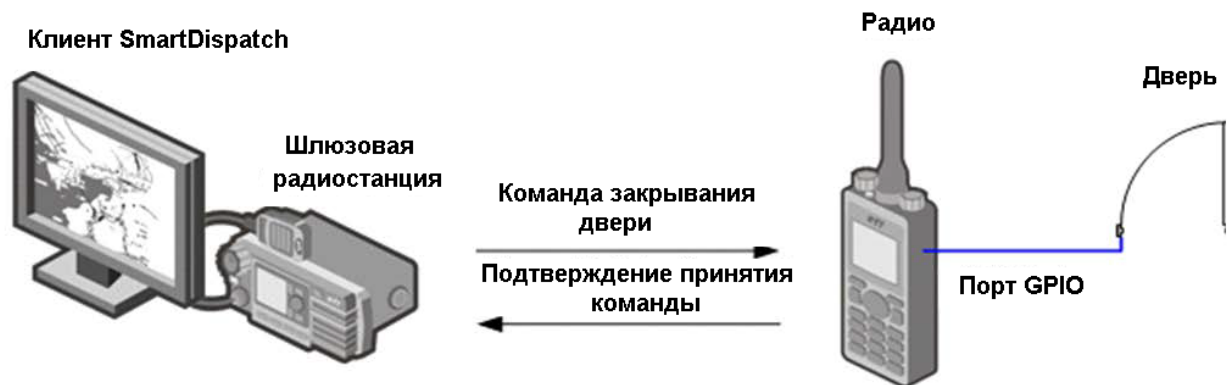 Клиент SmartDispatch
Радио
Дверь
Шлюзовая
радиостанция
Команда закрывания
двери
Подтверждение принятия
команды
Порт GPIO